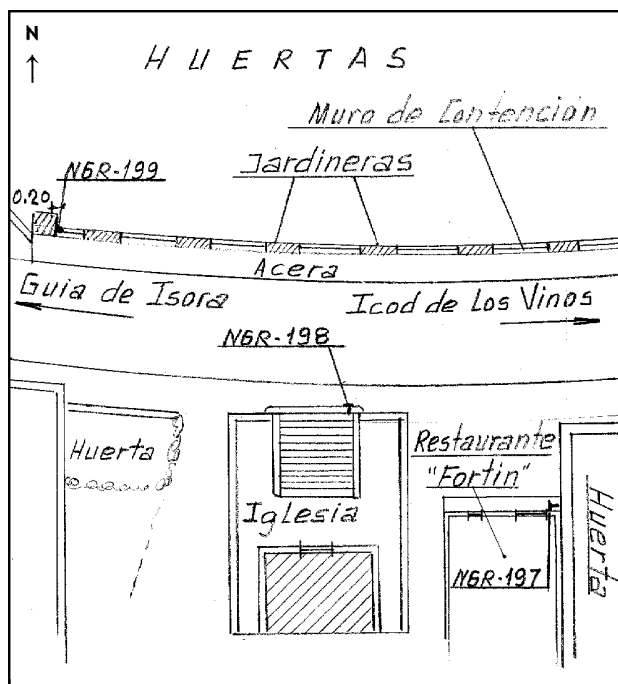 N
HUERTAS
Muro de Contención
Jardineras
NGR-199
0.20
Acera
Guia de Isora
Icod de Los Vinos
NGR-198
Huerta
Restaurante
"Fortin"
Iglesia
Huerta
NGR-197